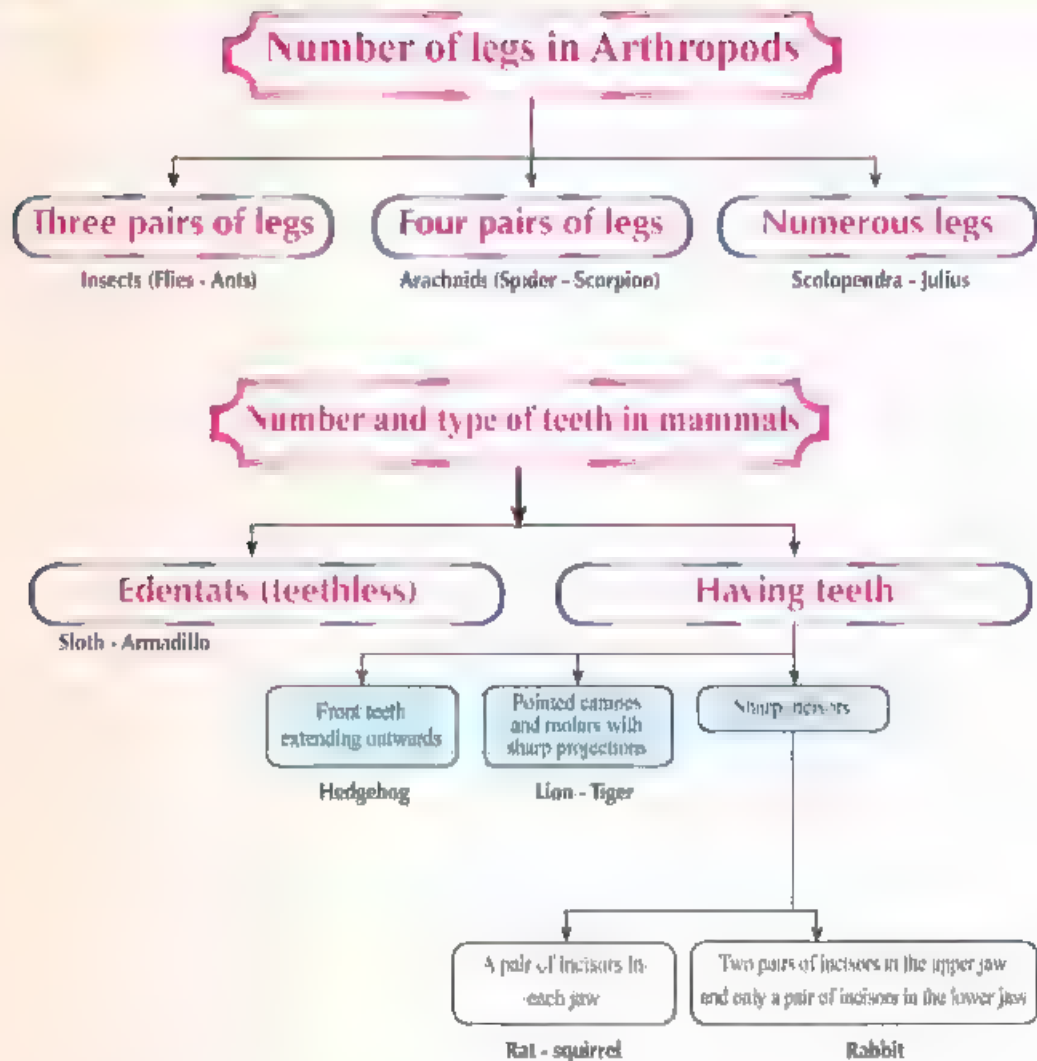 Number of legs in Arthropods
Three pairs of legs
Four pairs of legs
Numerous legs
Insects (Flies - Ants)
Arachnids (Spider - Scorpion)
Scolopendra - Julius
Number and type of teeth in mammals
Edentats (teethless)
Having teeth
Sloth - Armadillo
Front teeth
extending outwards
Pointed canines
and molars with
sharp projections
Sharp incisors
Hedgehog
Lion - Tiger
A pair of incisors in
each jaw
Two pairs of incisors in the upper jaw
and only a pair of incisors in the lower jaw
Rat - squirrel
Rabbit